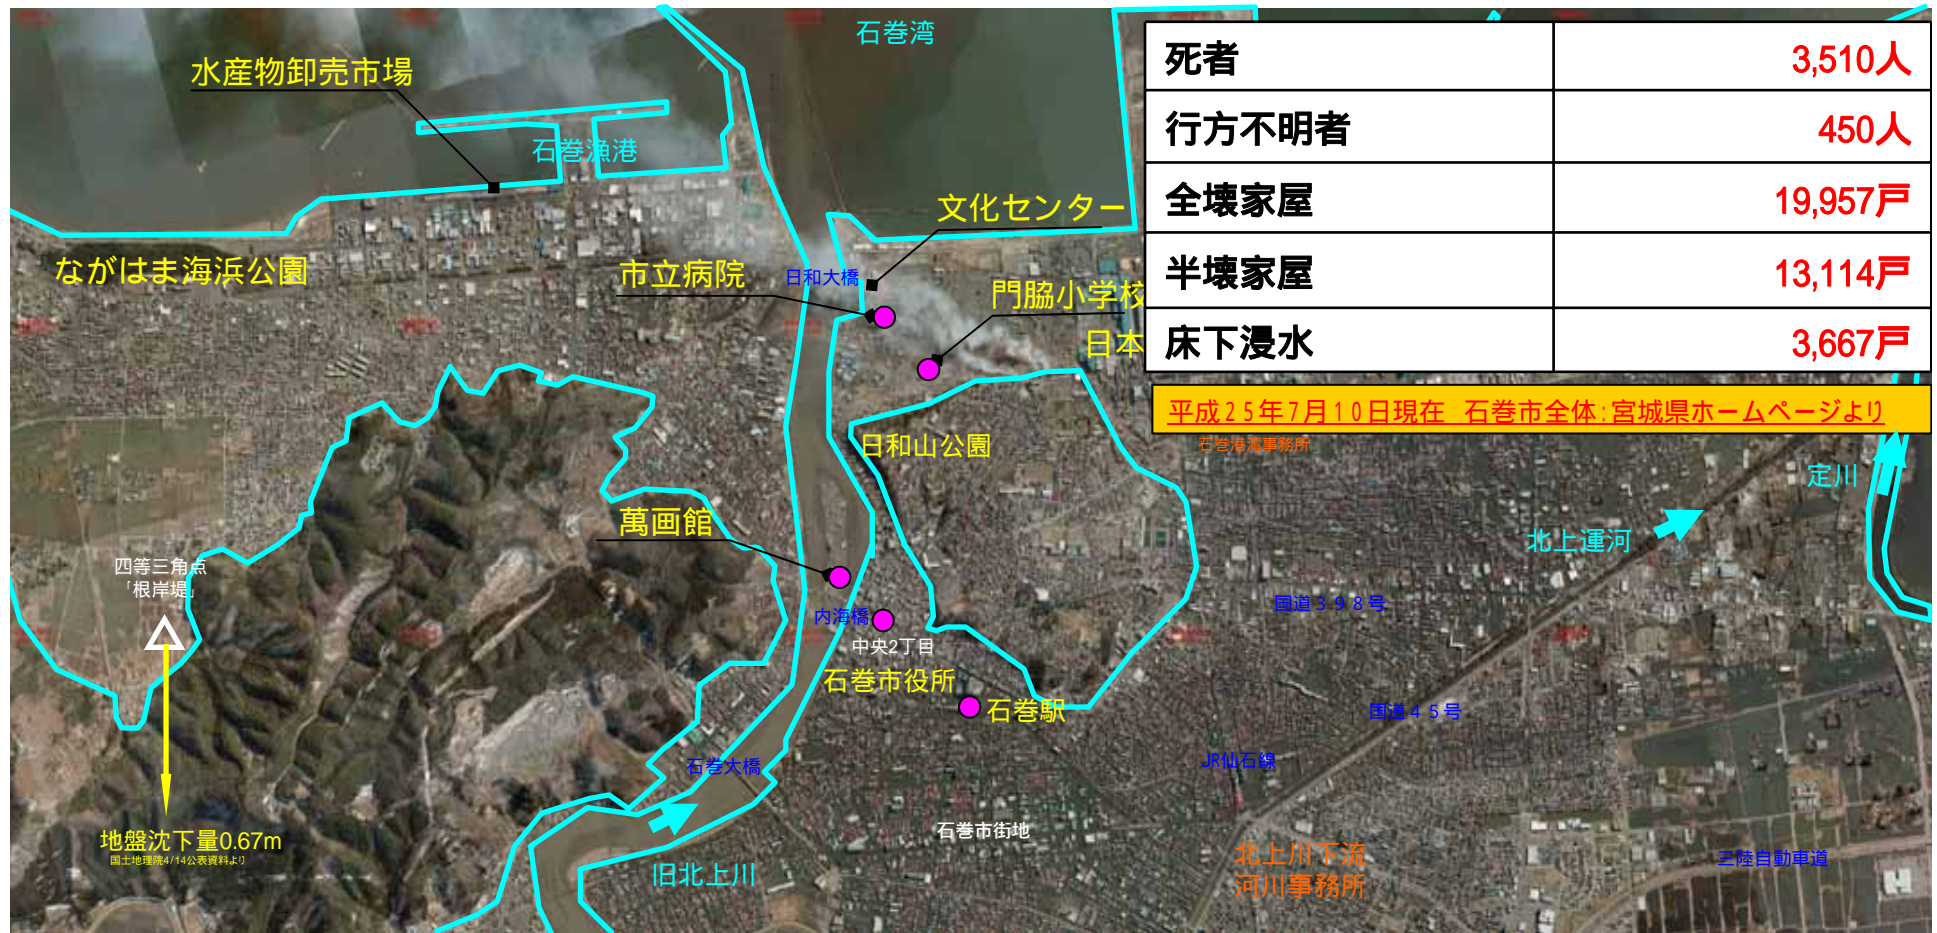 石巻湾
水産物卸売市場
石巻漁港
文化センター
ながはま海浜公園
市立病院
日和大橋
門脇小学校
日本
死者 3,510人
行方不明者 450人
全壊家屋 19,957戸
半壊家屋 13,114戸
床下浸水 3,667戸
平成25年7月10日現在 石巻市全体:宮城県ホームページより
石巻港湾事務所
日和山公園
定川
萬画館
北上運河
四等三角点
「根岸堤」
国道398号
内海橋
中央2丁目
石巻市役所
石巻駅
国道45号
石巻大橋
JR仙石線
地盤沈下量0.67m
国土地理院4/14公表資料より
石巻市街地
旧北上川
北上川下流
河川事務所
三陸自動車道